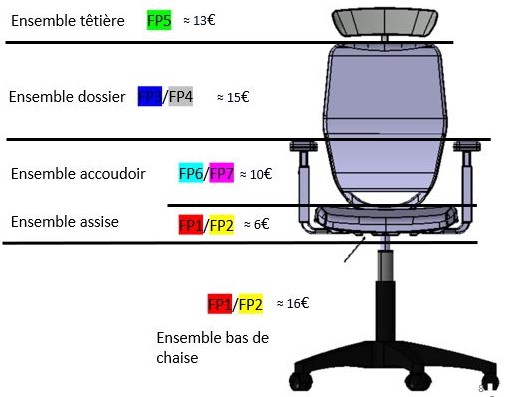 Ensemble têtière FP5 ≈ 13€
Ensemble dossier FP3/FP4 ≈ 15€
Ensemble accoudoir FP6/FP7 ≈ 10€
Ensemble assise FP1/FP2 ≈ 6€
FP1/FP2 ≈ 16€
Ensemble bas de
chaise